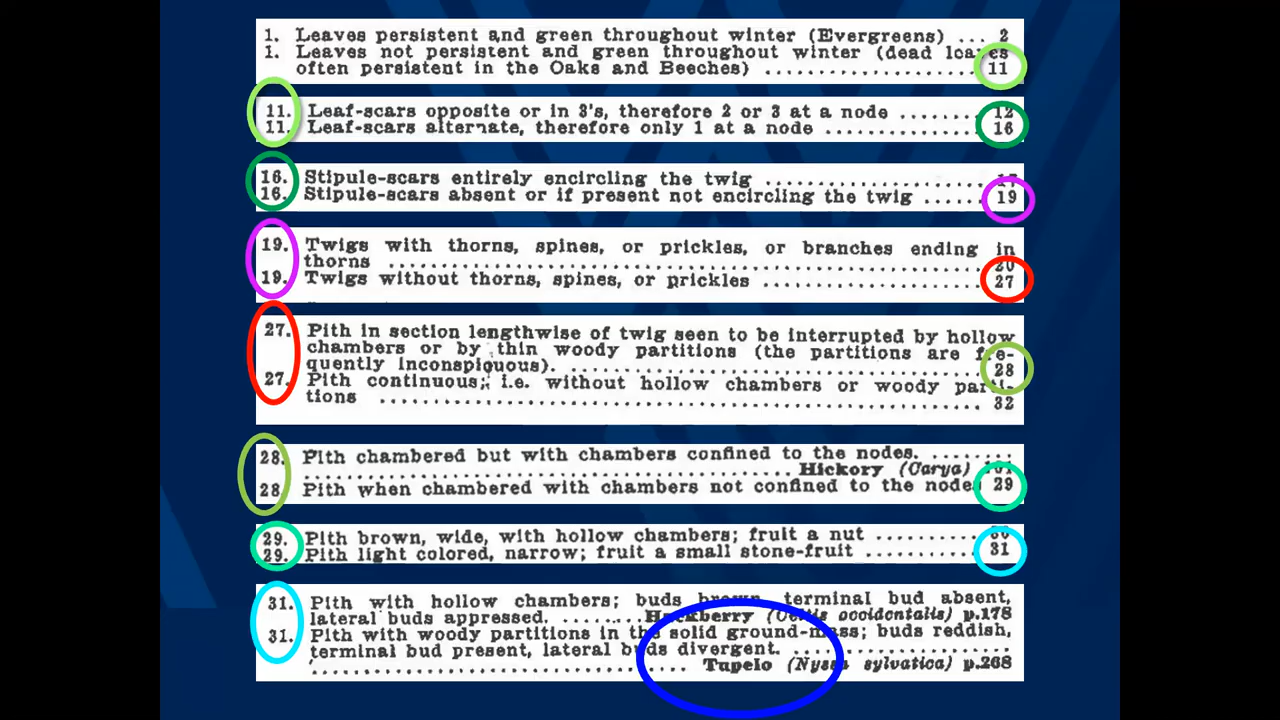 1. Leaves persistent and green throughout winter (Evergreens) ... 2
1. Leaves not persistent and green throughout winter (dead leaves
often persistent in the Oaks and Beeches) .................... 11
11. Leaf-scars opposite or in 3's, therefore 2 or 3 at a node ....... 12
11. Leaf-scars alternate, therefore only 1 at a node .............. 16
16. Stipule-scars entirely encircling the twig .................... 17
16. Stipule-scars absent or if present not encircling the twig ...... 19
19. Twigs with thorns, spines, or prickles, or branches ending in
thorns .................................................... 20
19. Twigs without thorns, spines, or prickles .................... 27
27. Pith in section lengthwise of twig seen to be interrupted by hollow
chambers or by thin woody partitions (the partitions are fre-
quently inconspiquous). .................................... 28
27. Pith continuous; i.e. without hollow chambers or woody parti-
tions .................................................... 32
28. Pith chambered but with chambers confined to the nodes. ........
........................................ Hickory (Carya) 161
28 Pith when chambered with chambers not confined to the nodes 29
29. Pith brown, wide, with hollow chambers; fruit a nut .......... 30
29. Pith light colored, narrow; fruit a small stone-fruit ........... 31
31. Pith with hollow chambers; buds brown, terminal bud absent,
lateral buds appressed. ........ Hackberry (Celtis occidentalis) p.178
31. Pith with woody partitions in the solid ground-mass; buds reddish,
terminal bud present, lateral buds divergent. ..................
................................ Tupelo (Nyssa sylvatica) p.268